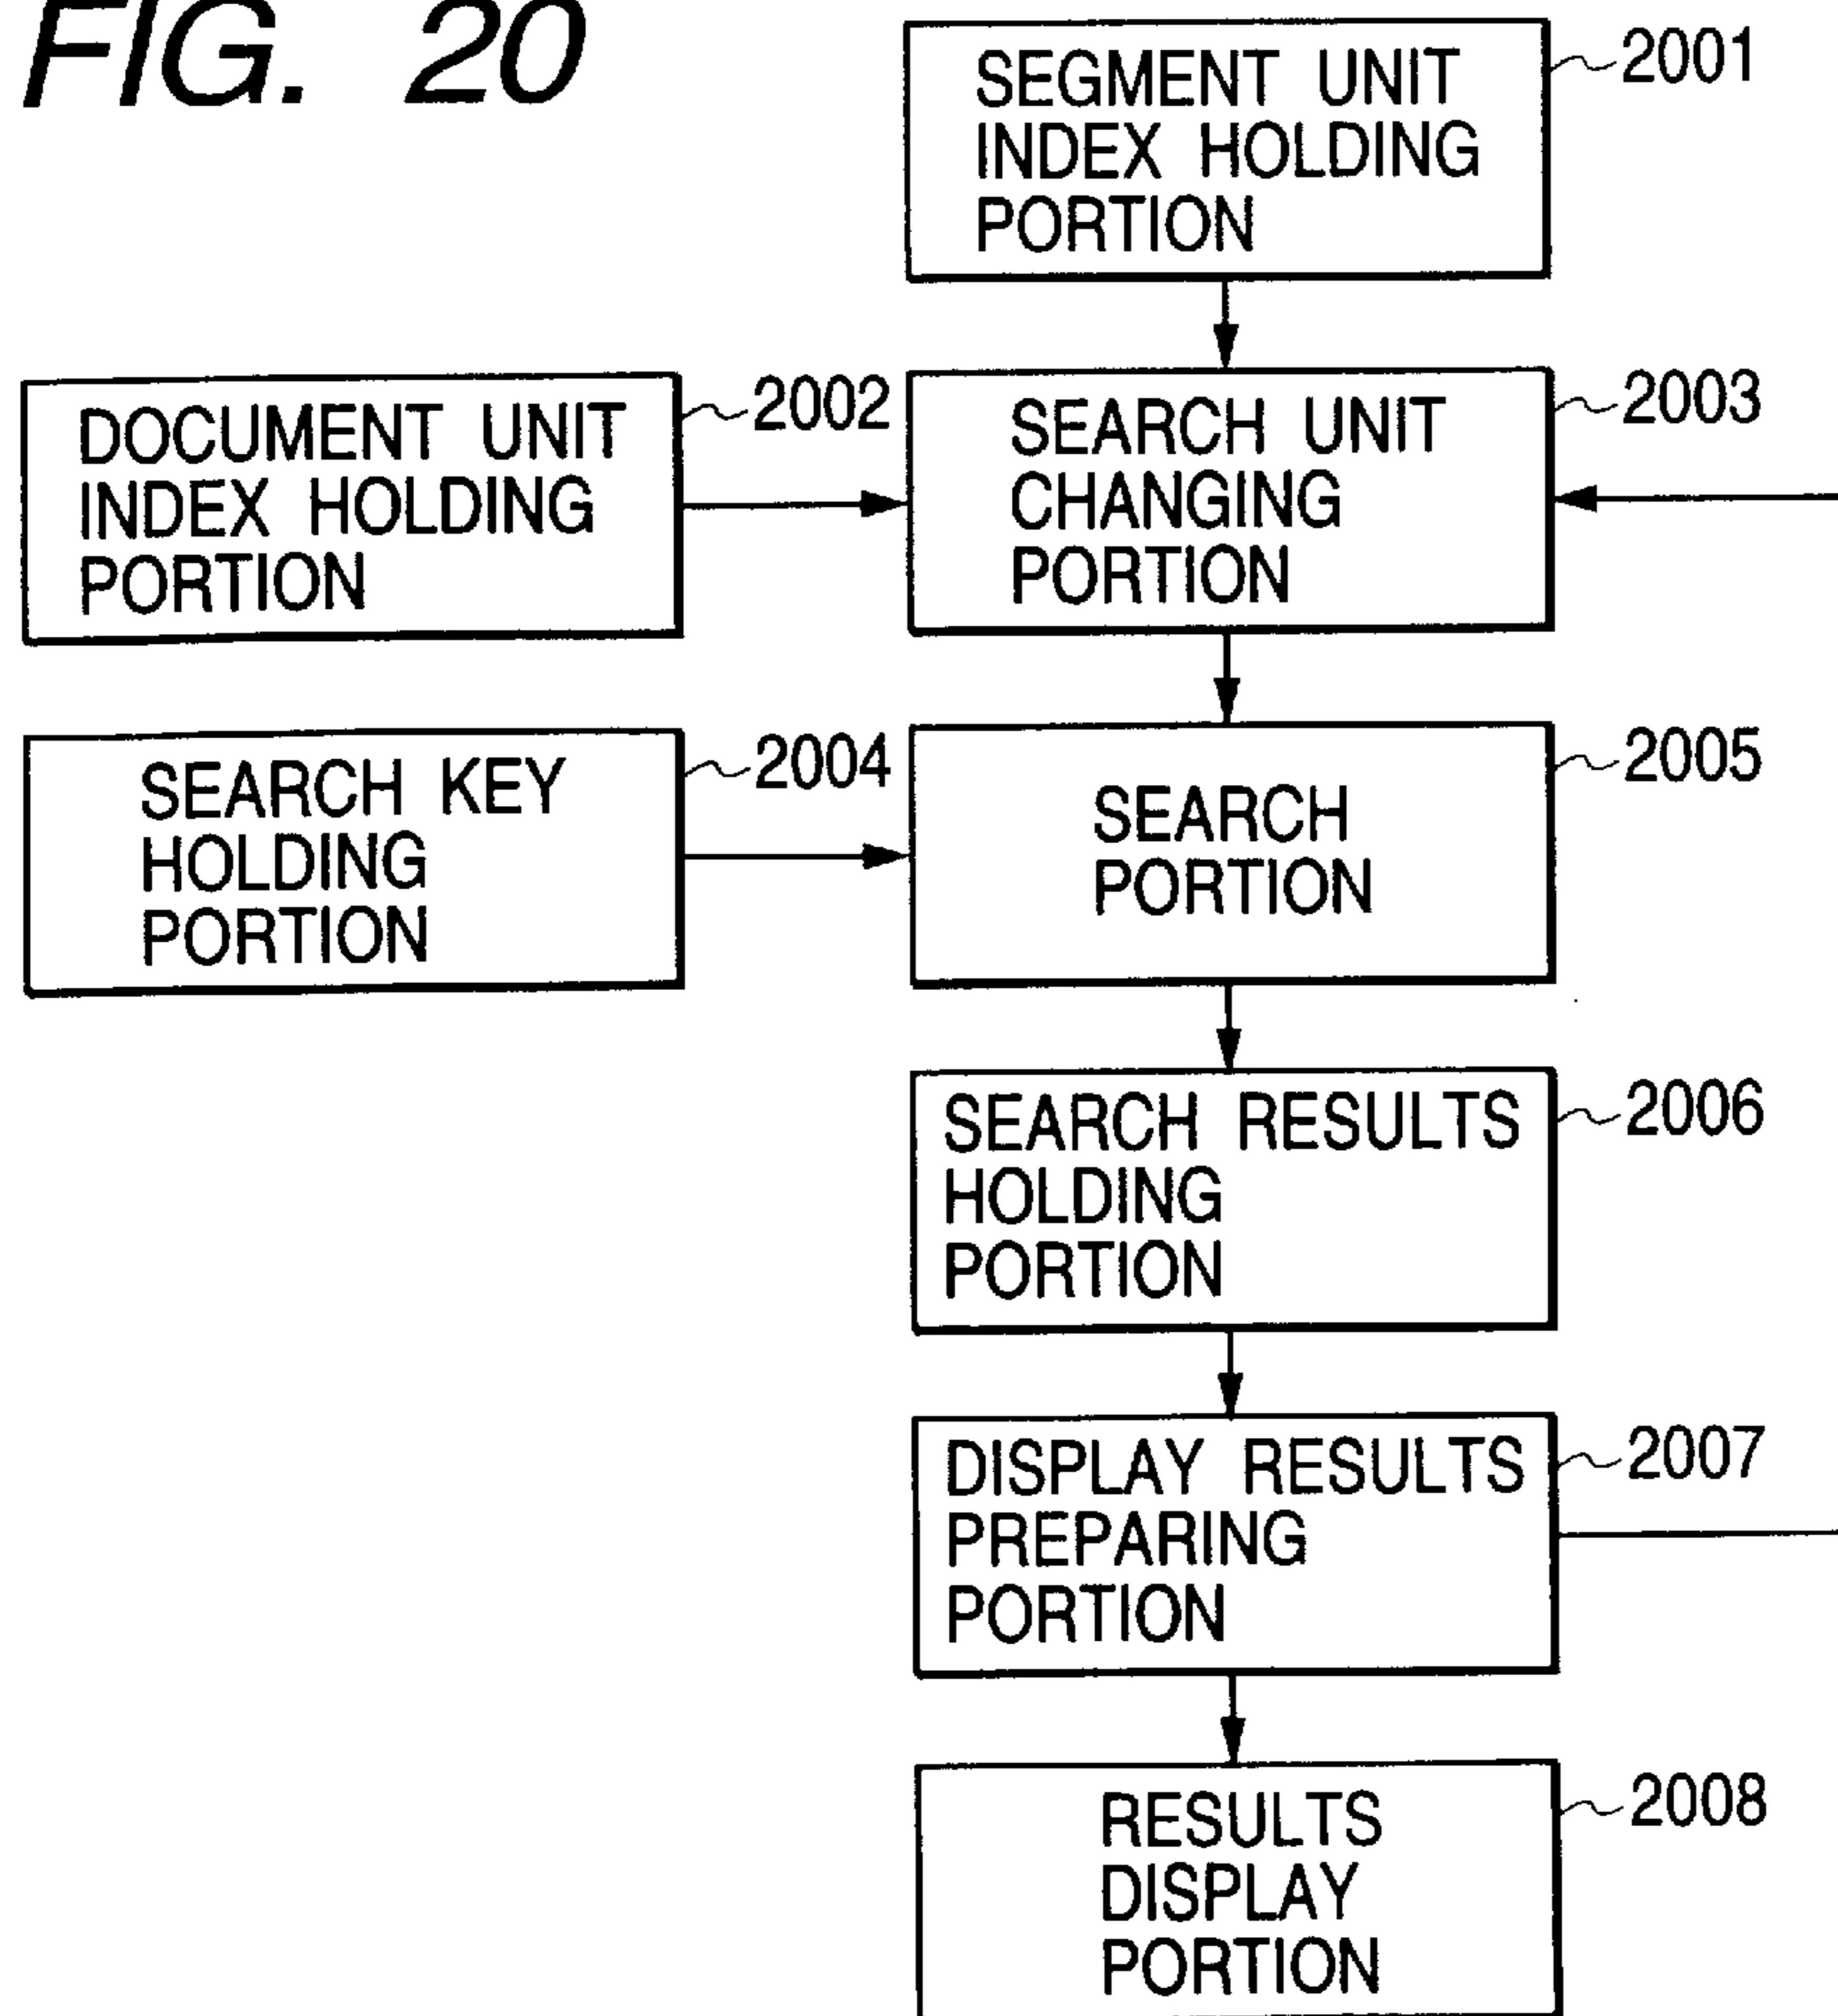 FIG. 20
SEGMENT UNIT
INDEX HOLDING
PORTION
2001
DOCUMENT UNIT
INDEX HOLDING
PORTION
2002
SEARCH UNIT
CHANGING
PORTION
2003
SEARCH KEY
HOLDING
PORTION
2004
SEARCH
PORTION
2005
SEARCH RESULTS
HOLDING
PORTION
2006
DISPLAY RESULTS
PREPARING
PORTION
2007
RESULTS
DISPLAY
PORTION
2008